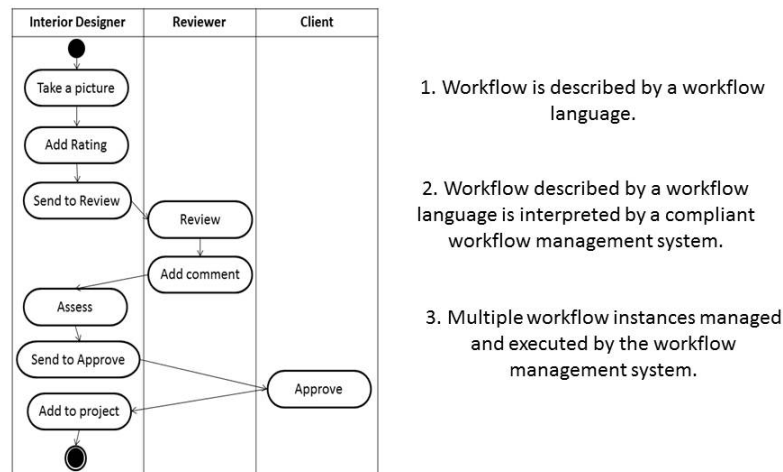 Interior Designer
Reviewer
Client
Take a picture
Add Rating
Send to Review
Review
Add comment
Assess
Send to Approve
Approve
Add to project
1. Workflow is described by a workflow
language.
2. Workflow described by a workflow
language is interpreted by a compliant
workflow management system.
3. Multiple workflow instances managed
and executed by the workflow
management system.